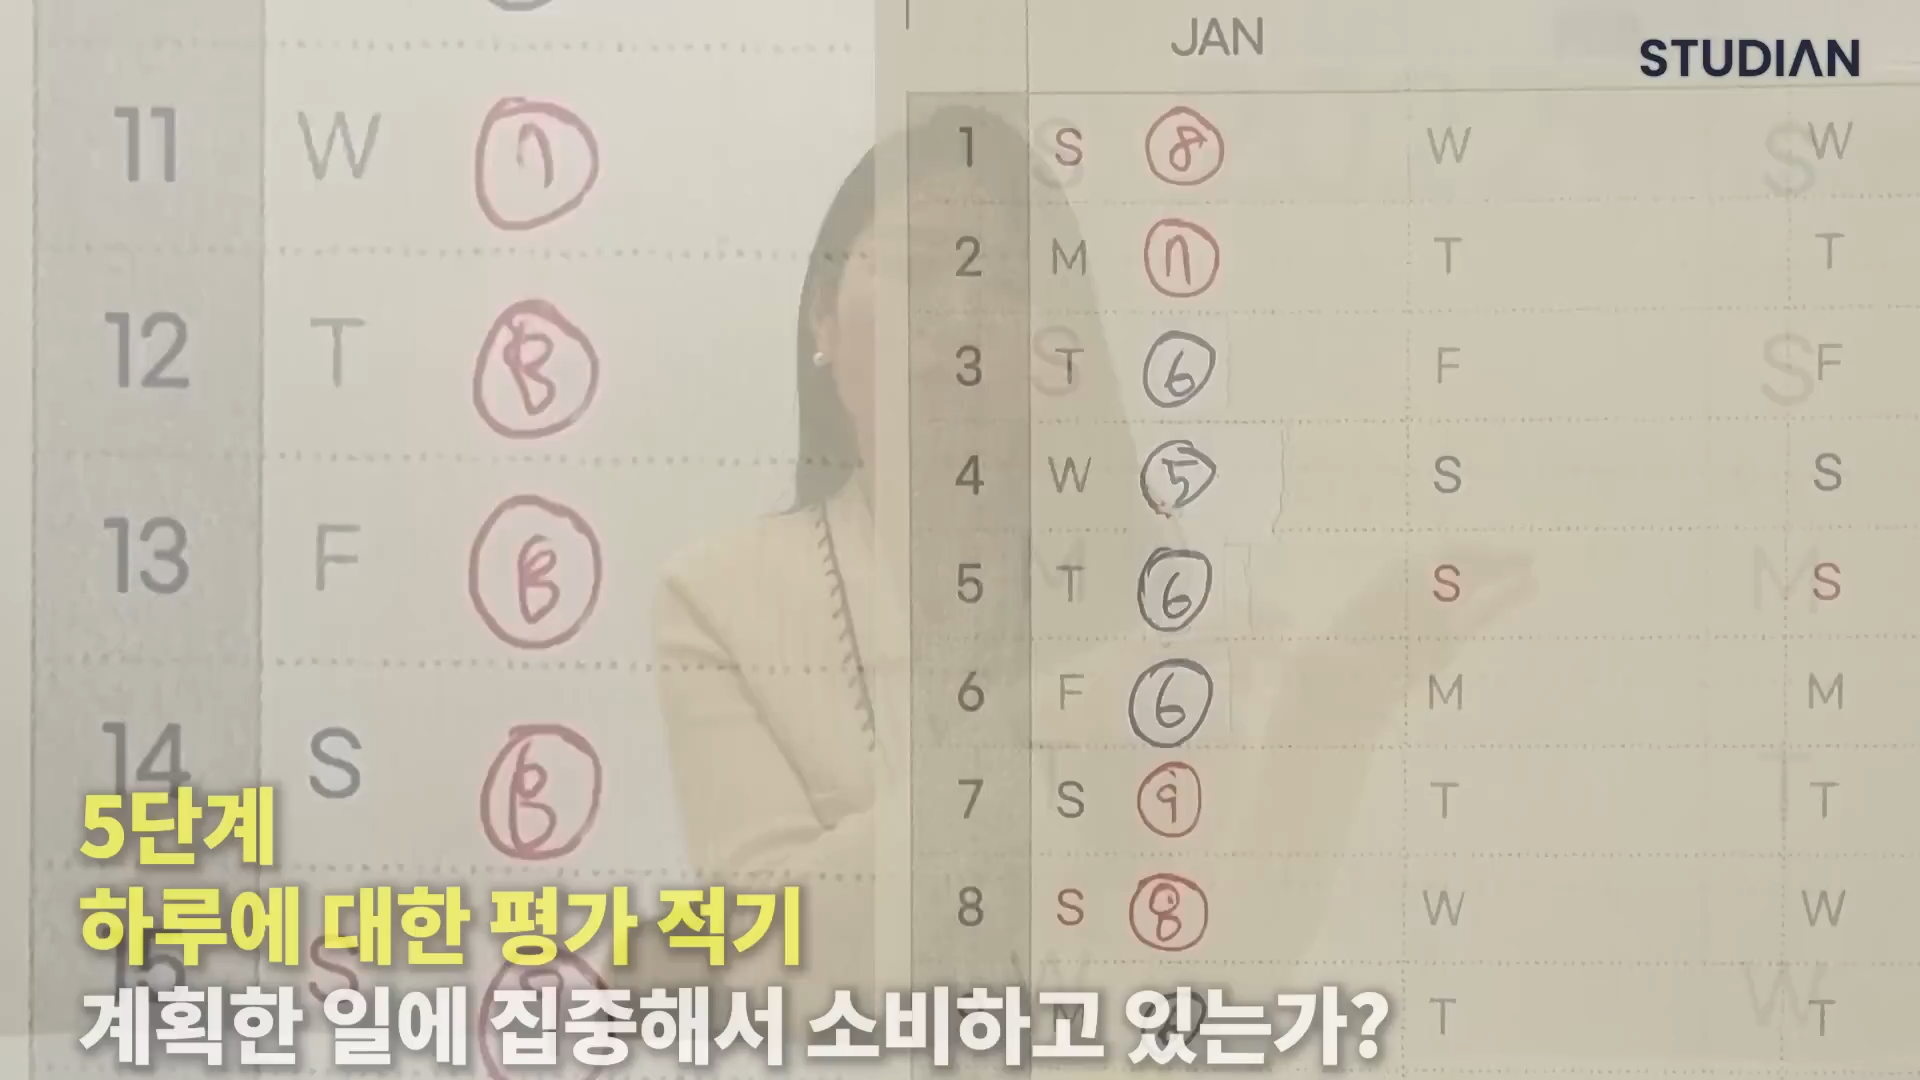 JAN
STUDIAN
11 W 7
12 T 8
13 F 8
14 S 8
15 S
1 S 8 W W
2 M 7 T T
3 T 6 F F
4 W 5 S S
5 T 6 S S
6 F 6 M M
7 S 9 T T
8 S 8 W W
M T T
5단계
하루에 대한 평가 적기
계획한 일에 집중해서 소비하고 있는가?